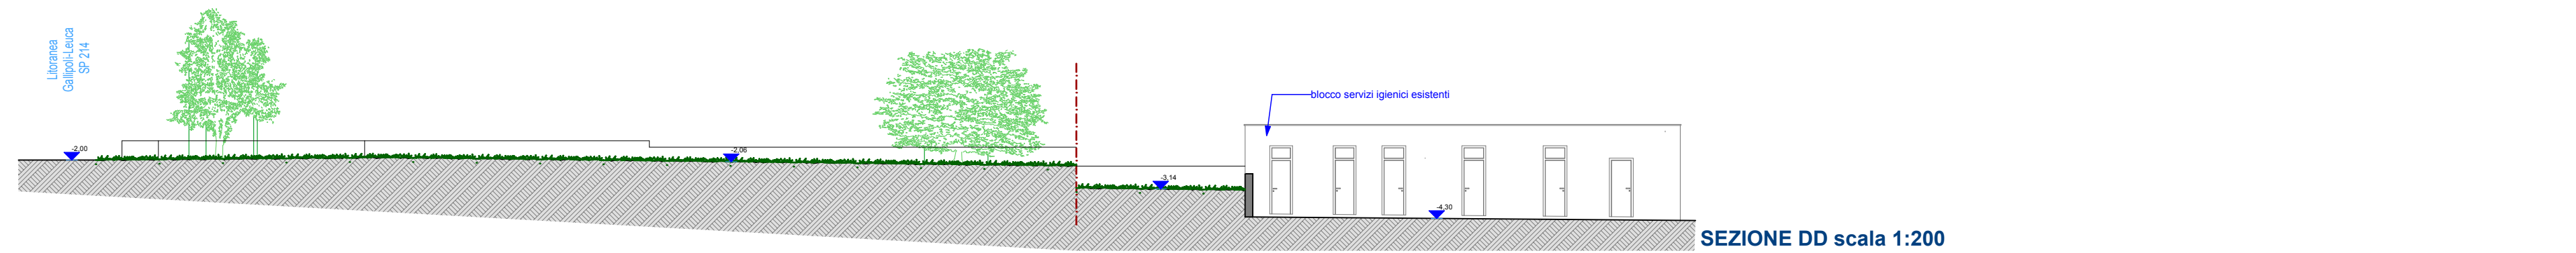 Litoranea
Gallipoli-Leuca
SP 214
-2,00
-2,06
-3,14
blocco servizi igienici esistenti
-4,30
SEZIONE DD scala 1:200